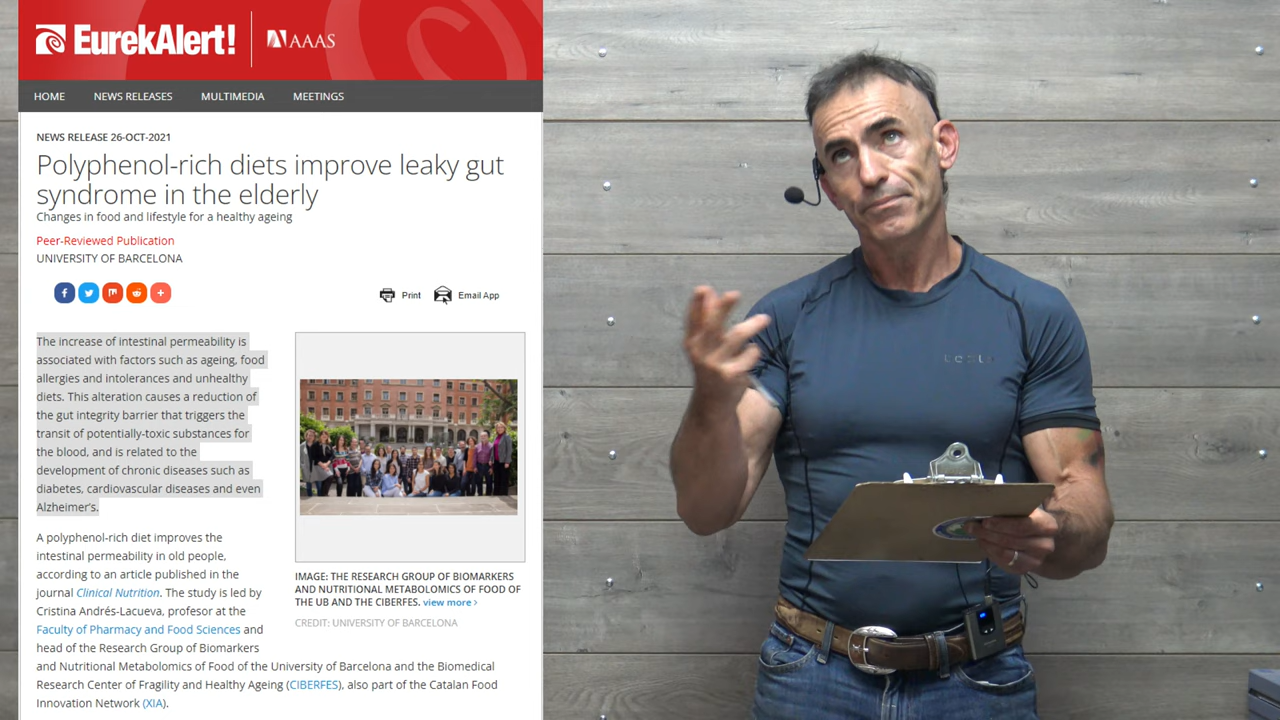 EurekAlert! AAAS
HOME NEWS RELEASES MULTIMEDIA MEETINGS
NEWS RELEASE 26-OCT-2021
Polyphenol-rich diets improve leaky gut
syndrome in the elderly
Changes in food and lifestyle for a healthy ageing
Peer-Reviewed Publication
UNIVERSITY OF BARCELONA
Print Email App
The increase of intestinal permeability is
associated with factors such as ageing, food
allergies and intolerances and unhealthy
diets. This alteration causes a reduction of
the gut integrity barrier that triggers the
transit of potentially-toxic substances for
the blood, and is related to the
development of chronic diseases such as
diabetes, cardiovascular diseases and even
Alzheimer's.
IMAGE: THE RESEARCH GROUP OF BIOMARKERS
AND NUTRITIONAL METABOLOMICS OF FOOD OF
THE UB AND THE CIBERFES. view more >
CREDIT: UNIVERSITY OF BARCELONA
A polyphenol-rich diet improves the
intestinal permeability in old people,
according to an article published in the
journal Clinical Nutrition. The study is led by
Cristina Andrés-Lacueva, profesor at the
Faculty of Pharmacy and Food Sciences and
head of the Research Group of Biomarkers
and Nutritional Metabolomics of Food of the University of Barcelona and the Biomedical
Research Center of Fragility and Healthy Ageing (CIBERFES), also part of the Catalan Food
Innovation Network (XIA).